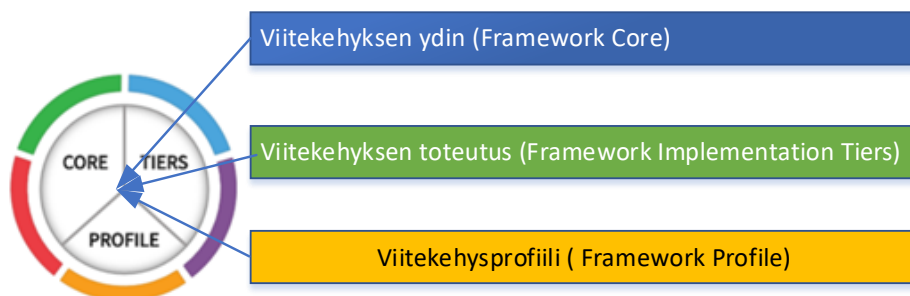 Viitekehyksen ydin (Framework Core)
CORE
TIERS
Viitekehyksen toteutus (Framework Implementation Tiers)
PROFILE
Viitekehysprofiili ( Framework Profile)